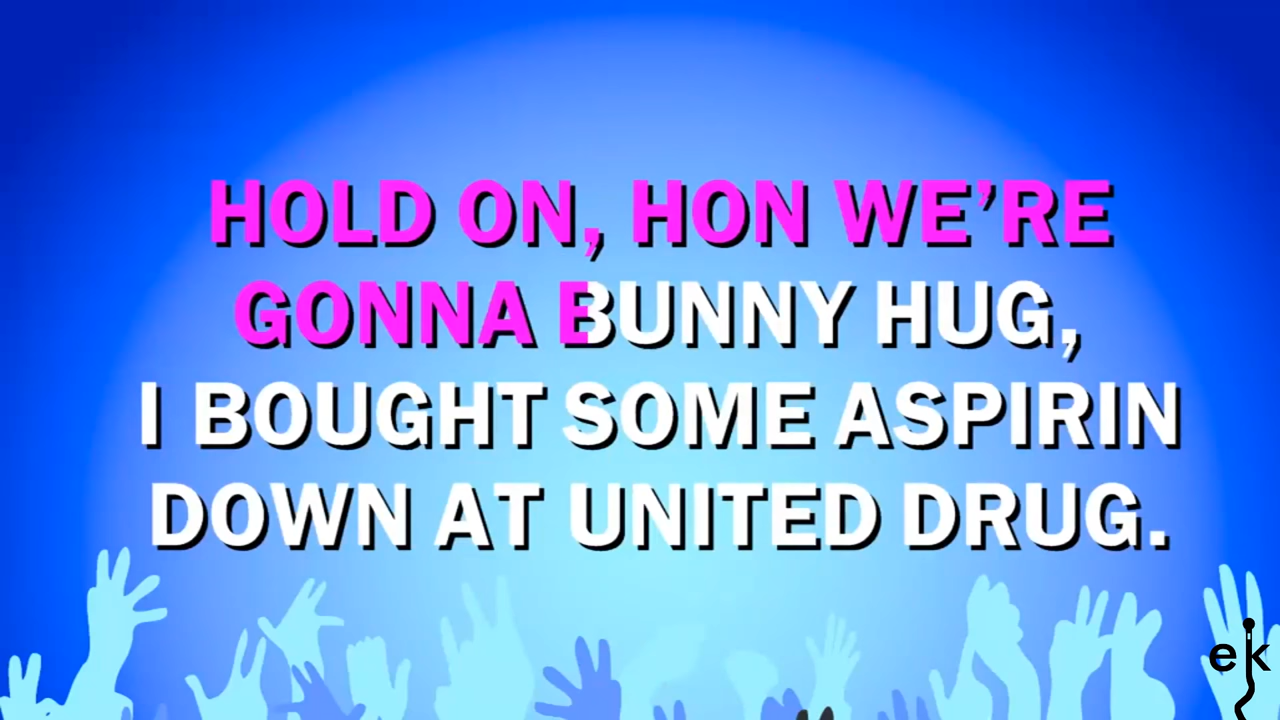 HOLD ON, HON WE’RE
GONNA BUNNY HUG,
I BOUGHT SOME ASPIRIN
DOWN AT UNITED DRUG.
ek